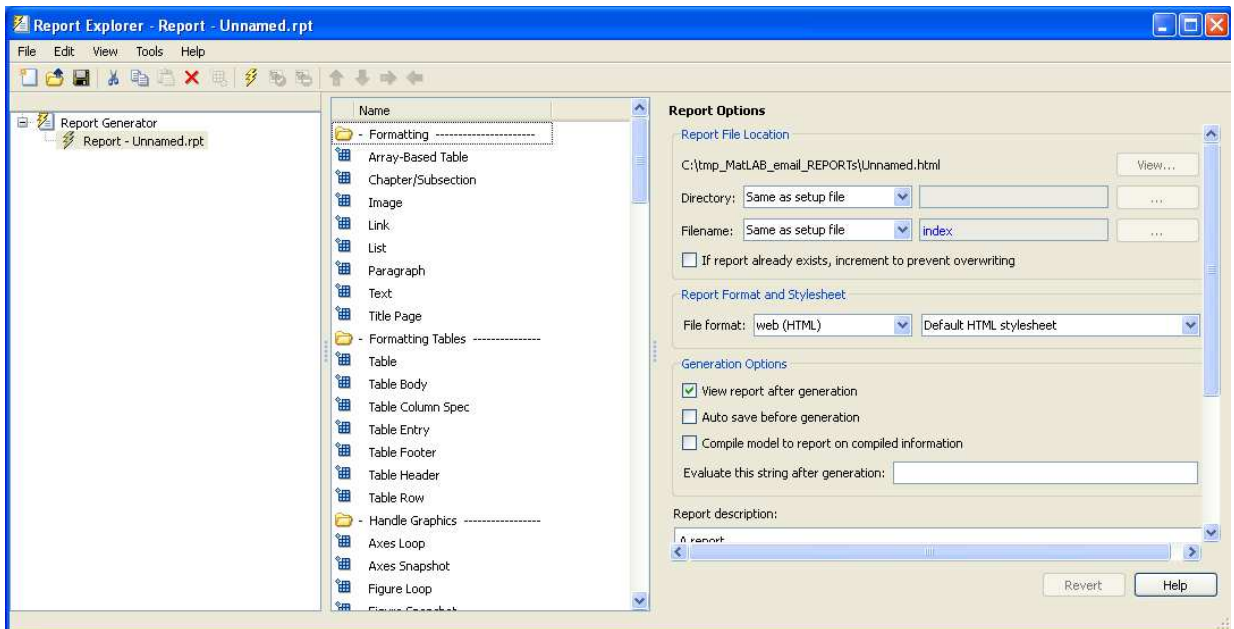 Report Explorer - Report - Unnamed.rpt
File Edit View Tools Help
Report Generator
Report - Unnamed.rpt
Name
- Formatting ----------------------
Array-Based Table
Chapter/Subsection
Image
Link
List
Paragraph
Text
Title Page
- Formatting Tables ---------------
Table
Table Body
Table Column Spec
Table Entry
Table Footer
Table Header
Table Row
- Handle Graphics -----------------
Axes Loop
Axes Snapshot
Figure Loop
Figure Snapshot
Report Options
Report File Location
C:\tmp_MatLAB_email_REPORTs\Unnamed.html View...
Directory: Same as setup file ...
Filename: Same as setup file index ...
If report already exists, increment to prevent overwriting
Report Format and Stylesheet
File format: web (HTML) Default HTML stylesheet
Generation Options
View report after generation
Auto save before generation
Compile model to report on compiled information
Evaluate this string after generation:
Report description:
A report
Revert Help